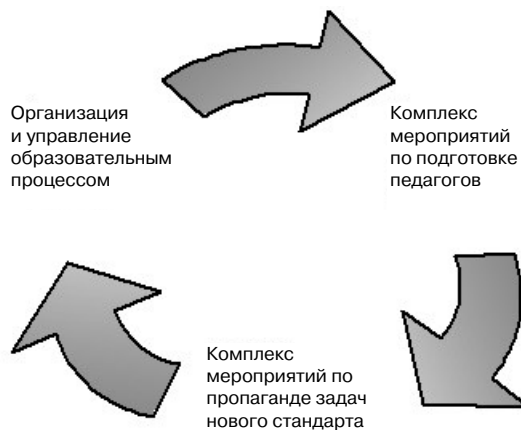 Организация
и управление
образовательным
процессом
Комплекс
мероприятий
по подготовке
педагогов
Комплекс
мероприятий по
пропаганде задач
нового стандарта